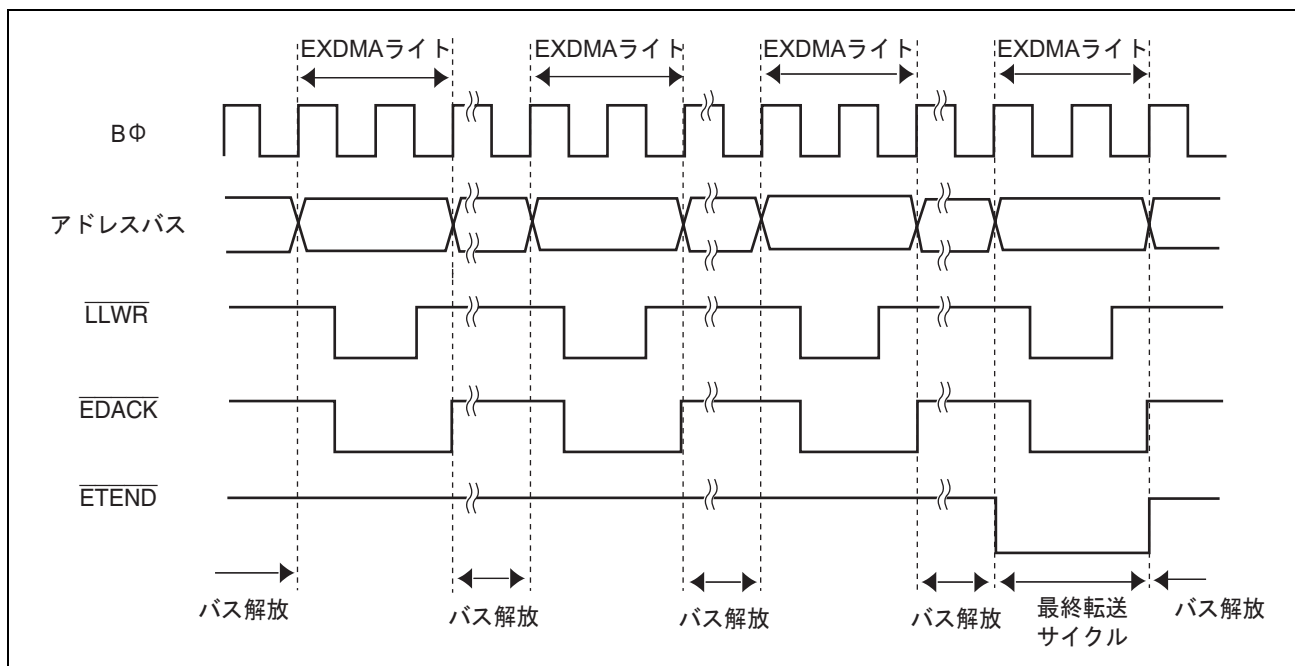 EXDMAライト
EXDMAライト
EXDMAライト
EXDMAライト
BΦ
アドレスバス
LLWR
EDACK
ETEND
バス解放
バス解放
バス解放
バス解放
最終転送
サイクル
バス解放